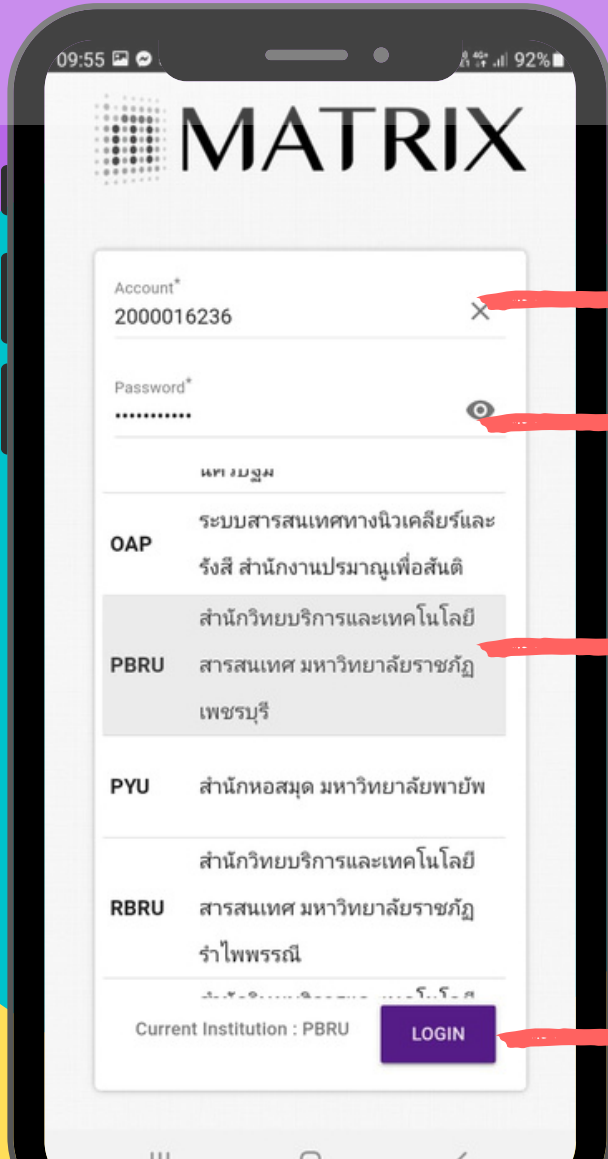 09:55
92%
MATRIX
Account*
2000016236
Password*
•••••••••••
OAP
ระบบสารสนเทศทางนิวเคลียร์และ
รังสี สำนักงานปรมาณูเพื่อสันติ
PBRU
สำนักวิทยบริการและเทคโนโลยี
สารสนเทศ มหาวิทยาลัยราชภัฏ
เพชรบุรี
PYU
สำนักหอสมุด มหาวิทยาลัยพายัพ
RBRU
สำนักวิทยบริการและเทคโนโลยี
สารสนเทศ มหาวิทยาลัยราชภัฏ
รำไพพรรณี
Current Institution : PBRU
LOGIN